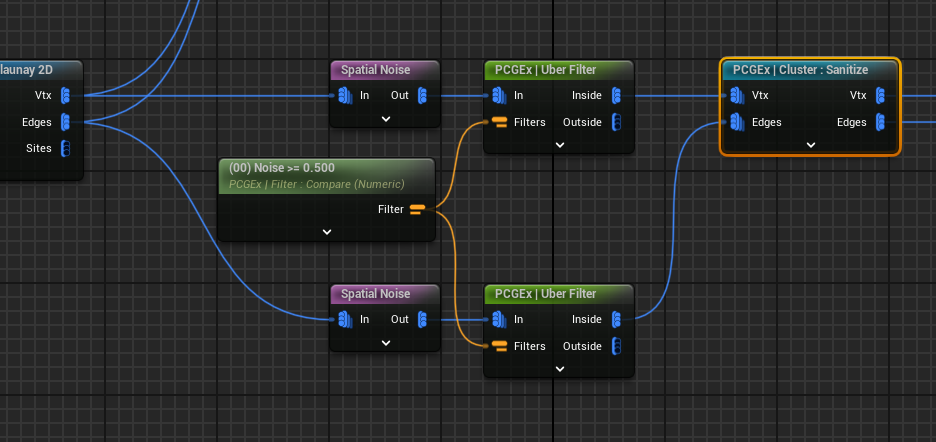 launay 2D
Vtx
Edges
Sites
Spatial Noise
In Out
PCGEx | Uber Filter
In Inside
Filters Outside
PCGEx | Cluster : Sanitize
Vtx Vtx
Edges Edges
(00) Noise >= 0.500
PCGEx | Filter : Compare (Numeric)
Filter
Spatial Noise
In Out
PCGEx | Uber Filter
In Inside
Filters Outside